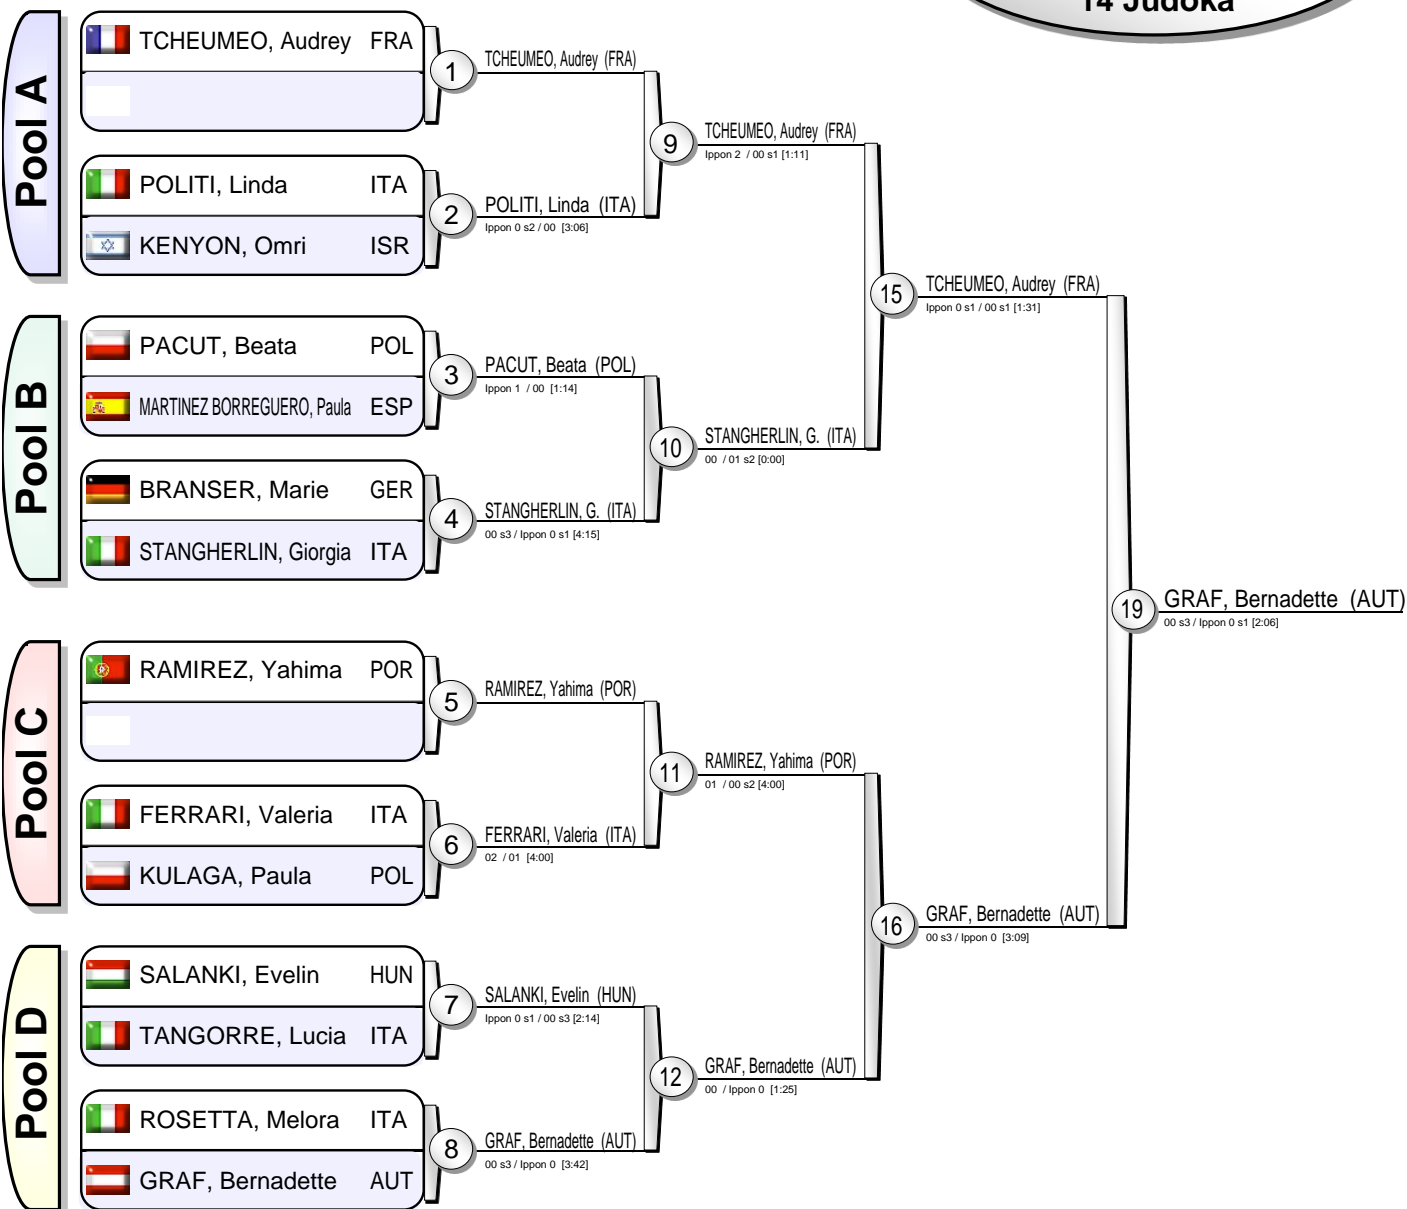 14 Judoka
Pool A
TCHEUMEO, Audrey FRA
POLITI, Linda ITA
KENYON, Omri ISR
Pool B
PACUT, Beata POL
MARTINEZ BORREGUERO, Paula ESP
BRANSER, Marie GER
STANGHERLIN, Giorgia ITA
Pool C
RAMIREZ, Yahima POR
FERRARI, Valeria ITA
KULAGA, Paula POL
Pool D
SALANKI, Evelin HUN
TANGORRE, Lucia ITA
ROSETTA, Melora ITA
GRAF, Bernadette AUT
1
TCHEUMEO, Audrey (FRA)
2
POLITI, Linda (ITA)
Ippon 0 s2 / 00 [3:06]
3
PACUT, Beata (POL)
Ippon 1 / 00 [1:14]
4
STANGHERLIN, G. (ITA)
00 s3 / Ippon 0 s1 [4:15]
5
RAMIREZ, Yahima (POR)
6
FERRARI, Valeria (ITA)
02 / 01 [4:00]
7
SALANKI, Evelin (HUN)
Ippon 0 s1 / 00 s3 [2:14]
8
GRAF, Bernadette (AUT)
00 s3 / Ippon 0 [3:42]
9
TCHEUMEO, Audrey (FRA)
Ippon 2 / 00 s1 [1:11]
10
STANGHERLIN, G. (ITA)
00 / 01 s2 [0:00]
11
RAMIREZ, Yahima (POR)
01 / 00 s2 [4:00]
12
GRAF, Bernadette (AUT)
00 / Ippon 0 [1:25]
15
TCHEUMEO, Audrey (FRA)
Ippon 0 s1 / 00 s1 [1:31]
16
GRAF, Bernadette (AUT)
00 s3 / Ippon 0 [3:09]
19
GRAF, Bernadette (AUT)
00 s3 / Ippon 0 s1 [2:06]